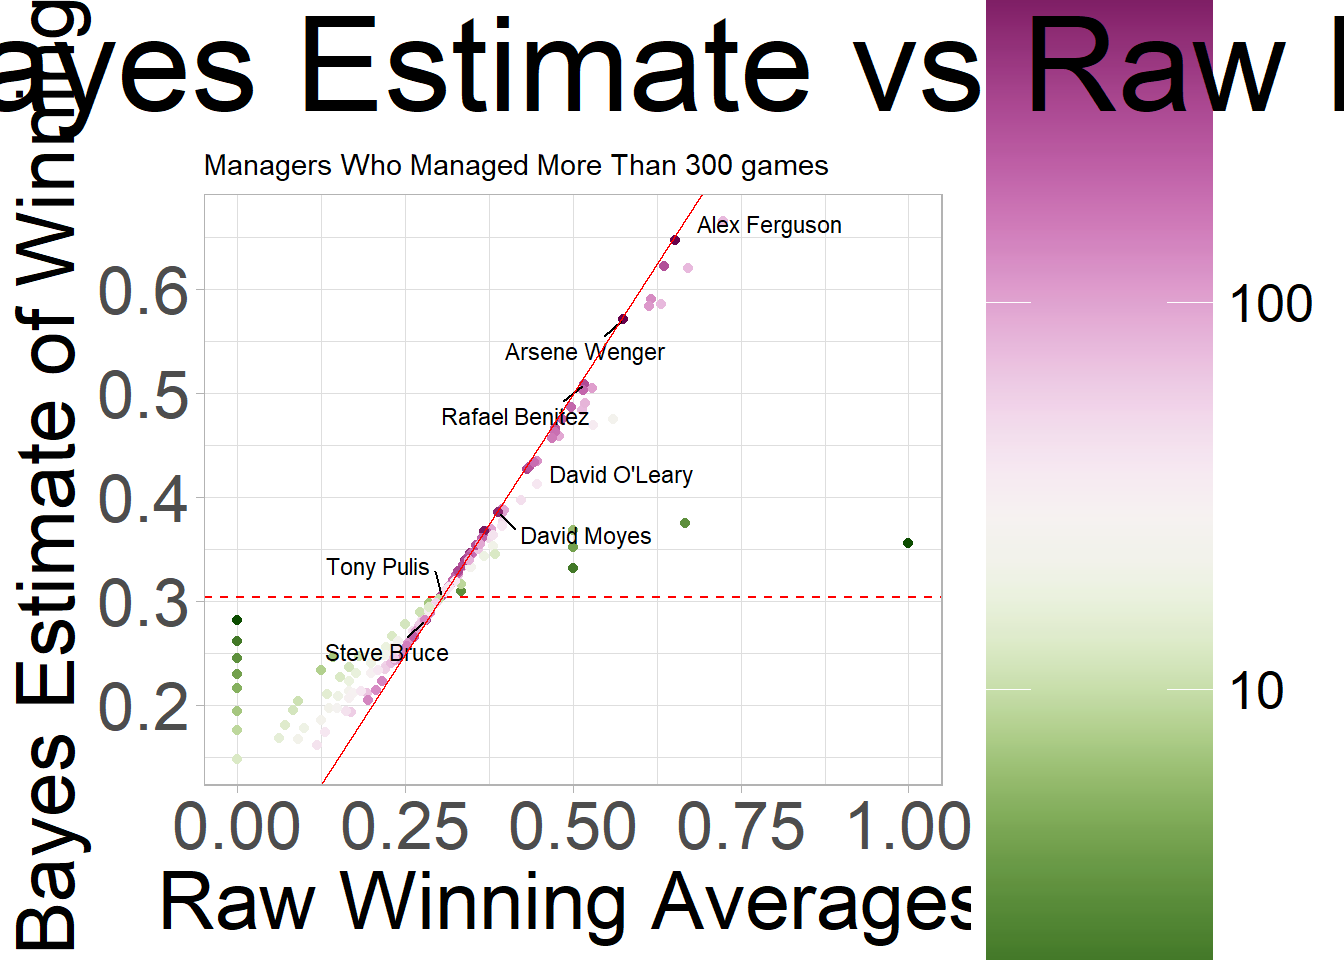 ayes Estimate vs Raw
Managers Who Managed More Than 300 games
Bayes Estimate of Winning
0.6
0.5
0.4
0.3
0.2
Alex Ferguson
Arsene Wenger
Rafael Benitez
David O'Leary
David Moyes
Tony Pulis
Steve Bruce
0.00 0.25 0.50 0.75 1.00
Raw Winning Averages
100
10